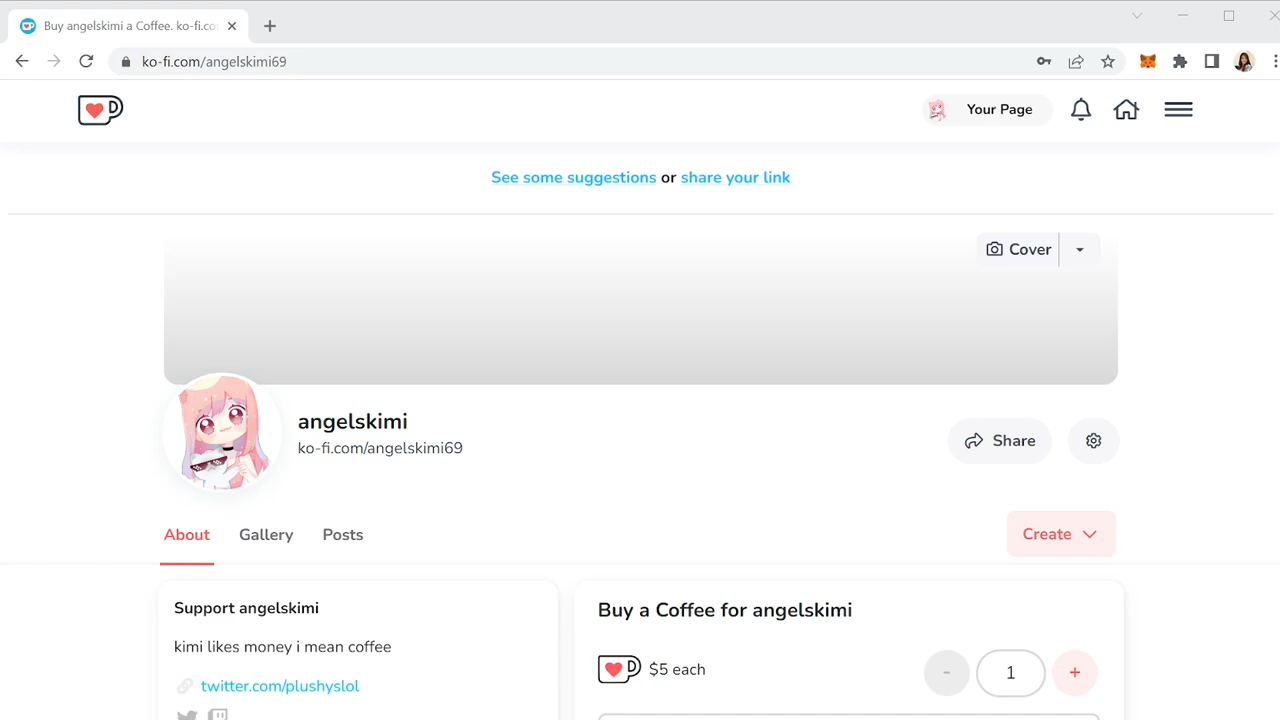 Buy angelskimi a Coffee. ko-fi.co
ko-fi.com/angelskimi69
D
Your Page
See some suggestions or share your link
Cover
angelskimi
ko-fi.com/angelskimi69
Share
About Gallery Posts
Create
Support angelskimi
kimi likes money i mean coffee
twitter.com/plushyslol
Buy a Coffee for angelskimi
D $5 each
- 1 +